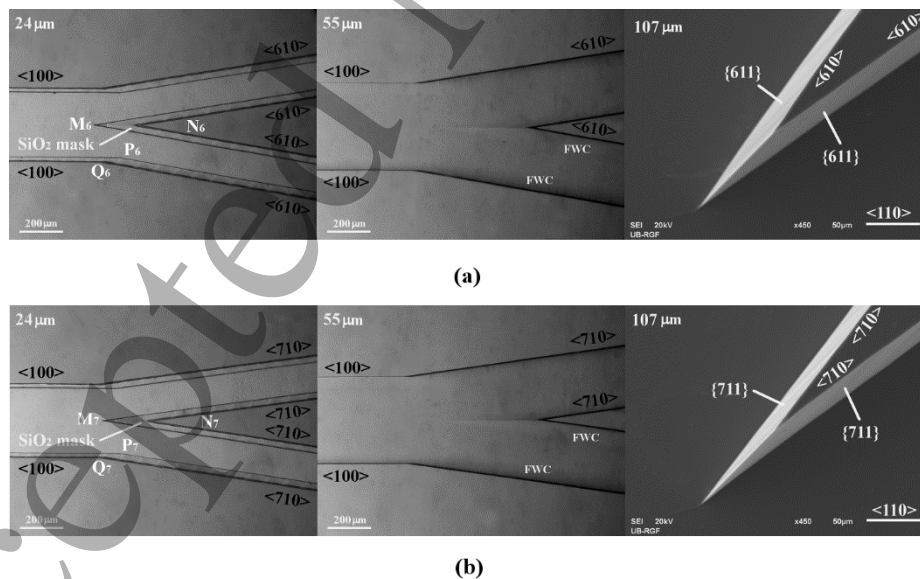 24 μm
<100>
<610>
M6
N6
<610>
SiO2 mask
P6
<610>
<100>
Q6
<610>
200 μm
55 μm
<100>
<610>
<610>
FWC
<100>
FWC
200 μm
107 μm
<610>
{611}
<610>
{611}
<110>
SEI 20kV x450 50μm
UB-RGF
(a)
24 μm
<100>
<710>
M7
N7
<710>
SiO2 mask
P7
<710>
<100>
Q7
<710>
200 μm
55 μm
<100>
<710>
<710>
FWC
<100>
FWC
200 μm
107 μm
<710>
{711}
<710>
{711}
<110>
SEI 20kV x450 50μm
UB-RGF
(b)